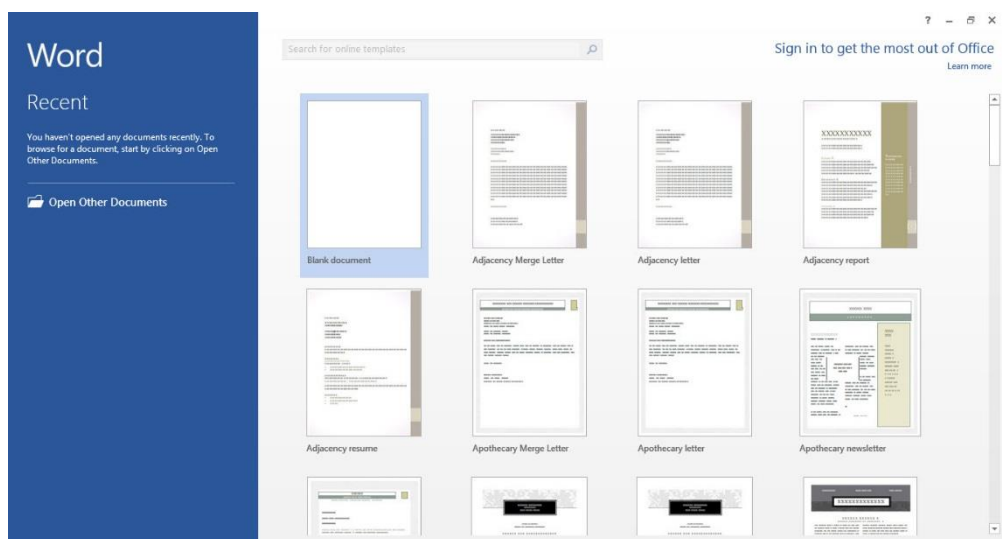 ?
Word
Search for online templates
Sign in to get the most out of Office
Learn more
Recent
You haven't opened any documents recently. To
browse for a document, start by clicking on Open
Other Documents.
Open Other Documents
Blank document
Adjacency Merge Letter
Adjacency letter
Adjacency report
Adjacency resume
Apothecary Merge Letter
Apothecary letter
Apothecary newsletter